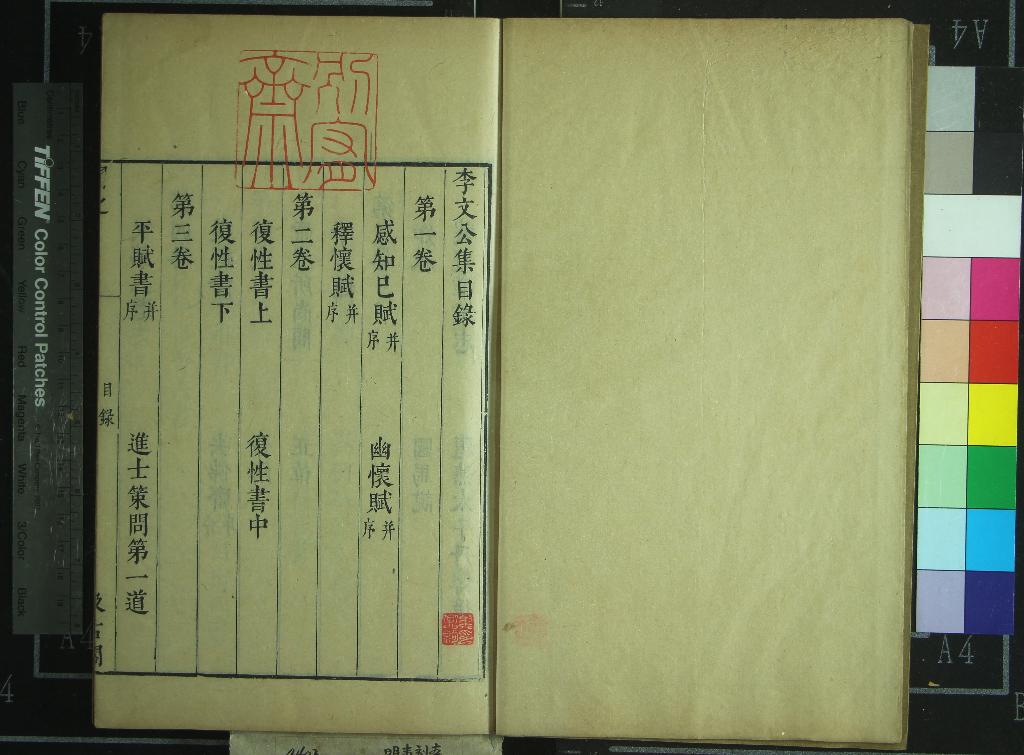 李文公集目錄
第一卷
感知已賦并序 幽懷賦并序
釋懷賦并序
第二卷
復性書上 復性書中
復性書下
第三卷
平賦書并序 進士策問第一道
目錄
TIFFEN Color Control Patches
Blue Cyan Green Yellow Red Magenta White 3/Color Black
A4
A4
A4